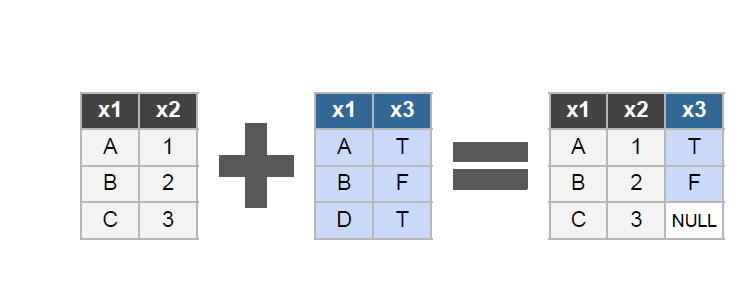 x1 x2 x1 x3 x1 x2 x3
A 1 A T A 1 T
B 2 B F B 2 F
C 3 D T C 3 NULL